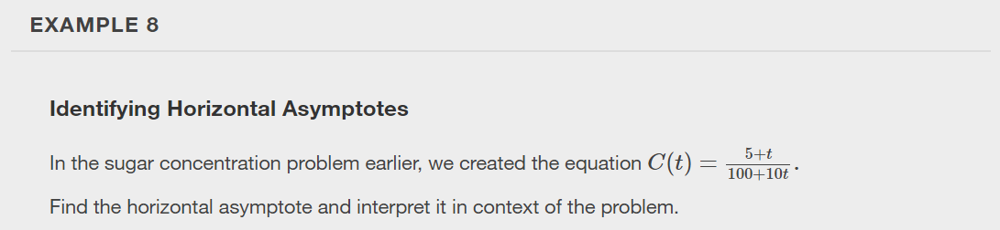 EXAMPLE 8
Identifying Horizontal Asymptotes
In the sugar concentration problem earlier, we created the equation C(t) = \frac{5+t}{100+10t}.
Find the horizontal asymptote and interpret it in context of the problem.